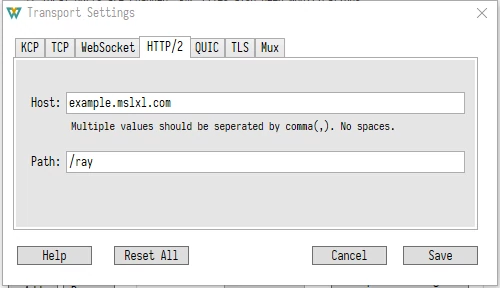 Transport Settings
KCP TCP WebSocket HTTP/2 QUIC TLS Mux
Host: example.mslxl.com
Multiple values should be seperated by comma(,). No spaces.
Path: /ray
Help Reset All Cancel Save